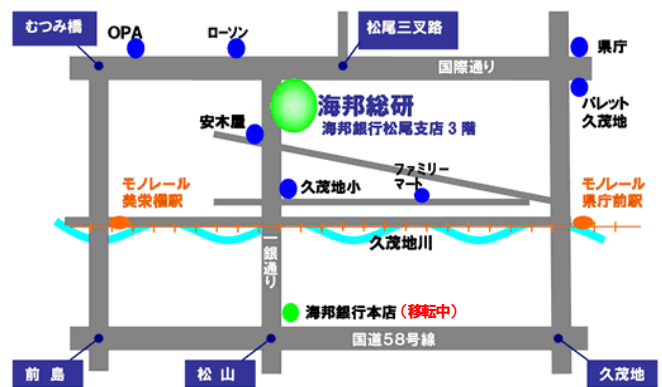 むつみ橋
OPA
ローソン
松尾三叉路
県庁
国際通り
パレット
久茂地
海邦総研
海邦銀行松尾支店3階
安木屋
ファミリー
マート
モノレール
美栄橋駅
久茂地小
モノレール
県庁前駅
久茂地川
一銀通り
海邦銀行本店(移転中)
国道58号線
前島
松山
久茂地